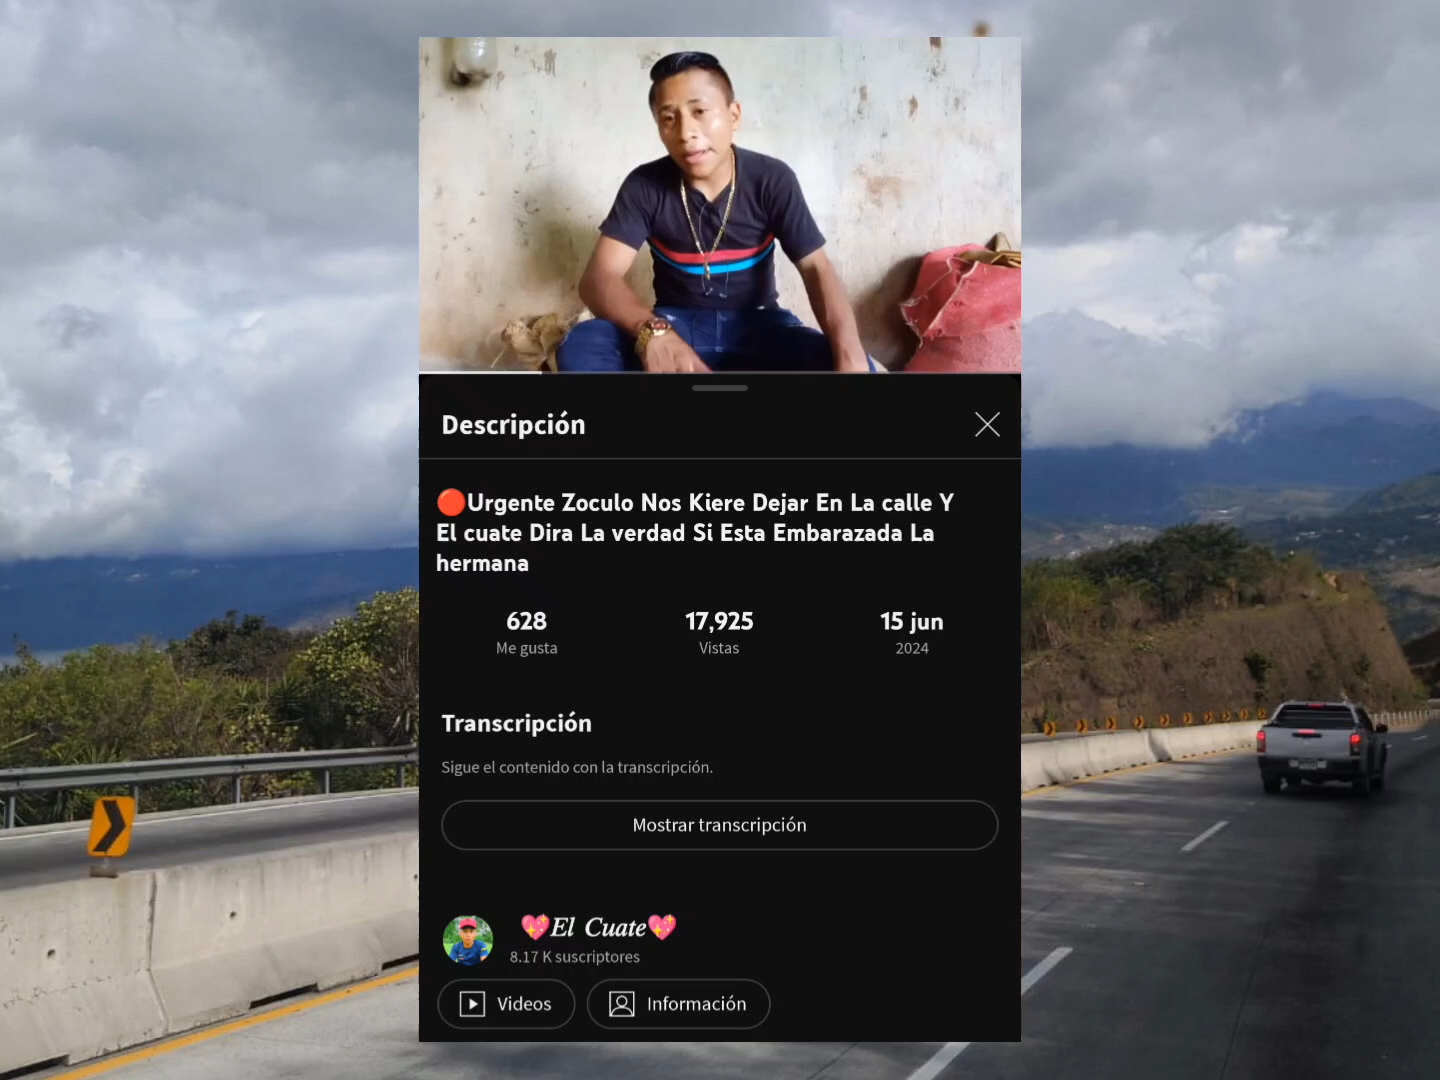 Descripción
🔴Urgente Zoculo Nos Kiere Dejar En La calle Y
El cuate Dira La verdad Si Esta Embarazada La
hermana
628
Me gusta
17,925
Vistas
15 jun
2024
Transcripción
Sigue el contenido con la transcripción.
Mostrar transcripción
💖El Cuate💖
8.17 K suscriptores
Videos
Información